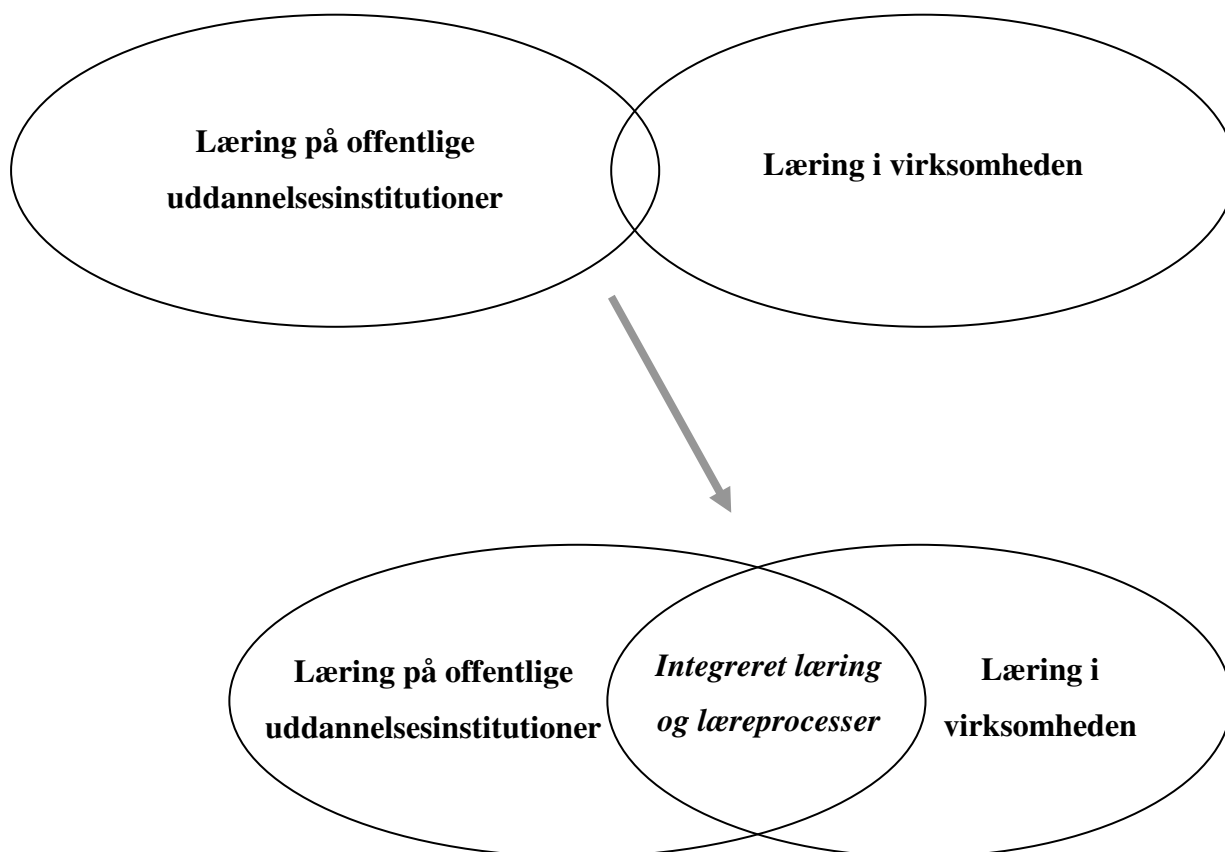 Læring på offentlige
uddannelsesinstitutioner
Læring i virksomheden
Læring på offentlige
uddannelsesinstitutioner
Integreret læring
og læreprocesser
Læring i
virksomheden